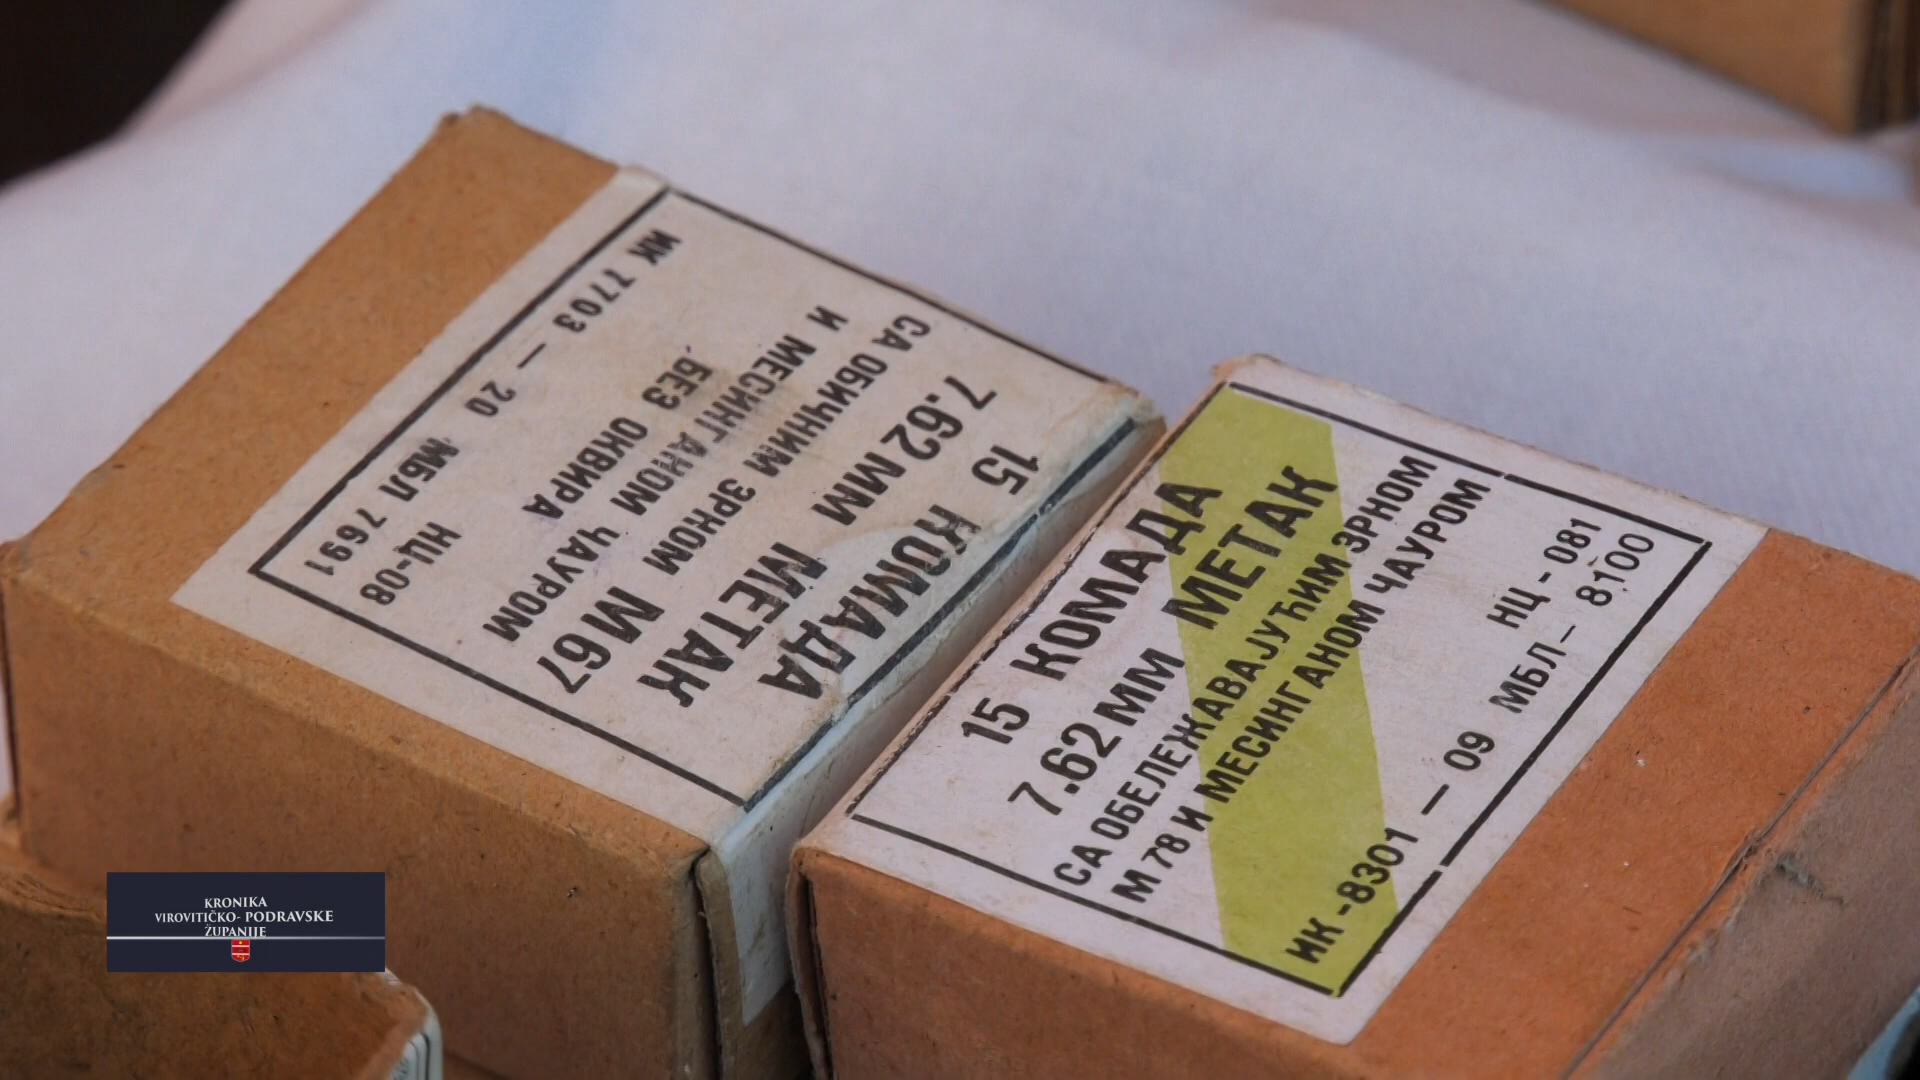 15 КОМАДА
7.62 ММ МЕТАК М67
СА ОБИЧНИМ ЗРНОМ
И МЕСИНГАНОМ ЧАУРОМ
БЕЗ ОКВИРА
НЦ-08
ИК 7703 — 20 МБЛ 7691
15 КОМАДА
7.62 ММ МЕТАК
СА ОБЕЛЕЖАВАЈУЋИМ ЗРНОМ
М 78 И МЕСИНГАНОМ ЧАУРОМ
НЦ - 081
ИК -8301 — 09 МБЛ — 8100
KRONIKA
VIROVITIČKO- PODRAVSKE
ŽUPANIJE